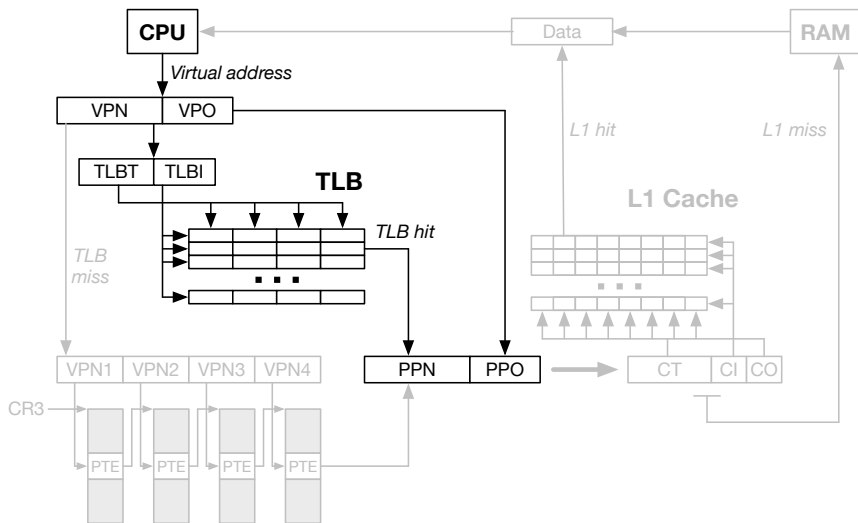 CPU
Data
RAM
Virtual address
VPN VPO
L1 hit
L1 miss
TLBT TLBI
TLB
L1 Cache
TLB hit
TLB
miss
VPN1 VPN2 VPN3 VPN4
PPN PPO
CT CI CO
CR3
PTE PTE PTE PTE